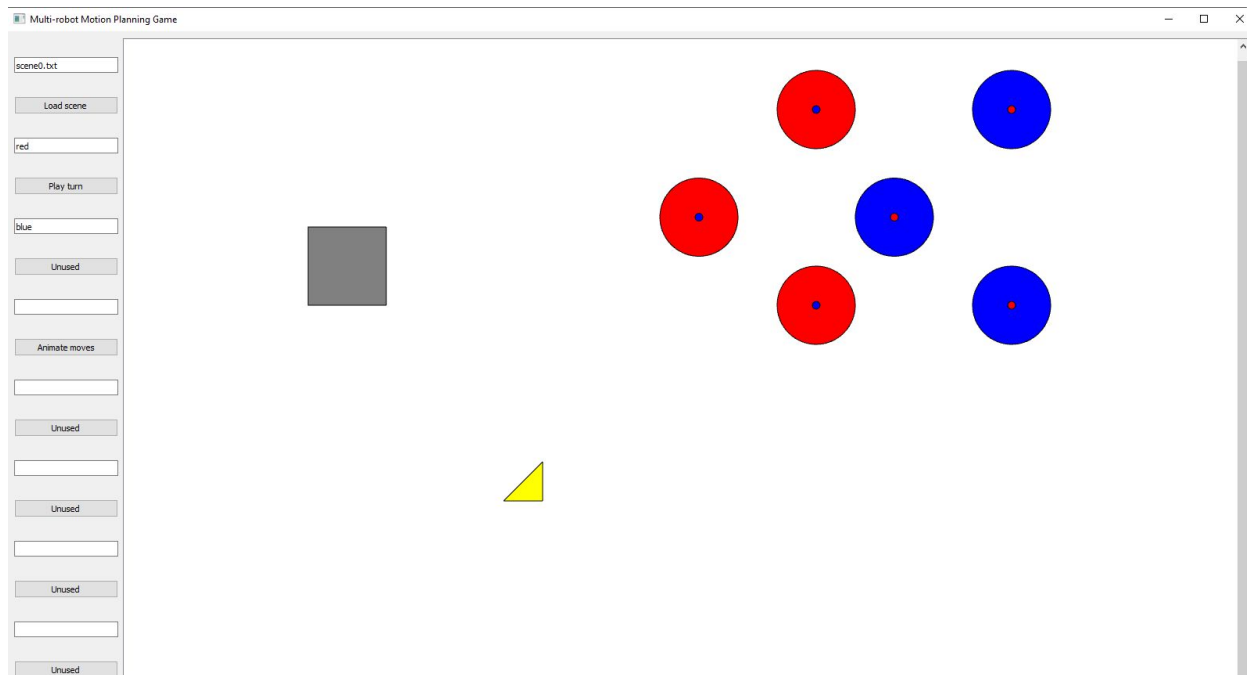 Multi-robot Motion Planning Game
scene0.txt
Load scene
red
Play turn
blue
Unused
Animate moves
Unused
Unused
Unused
Unused